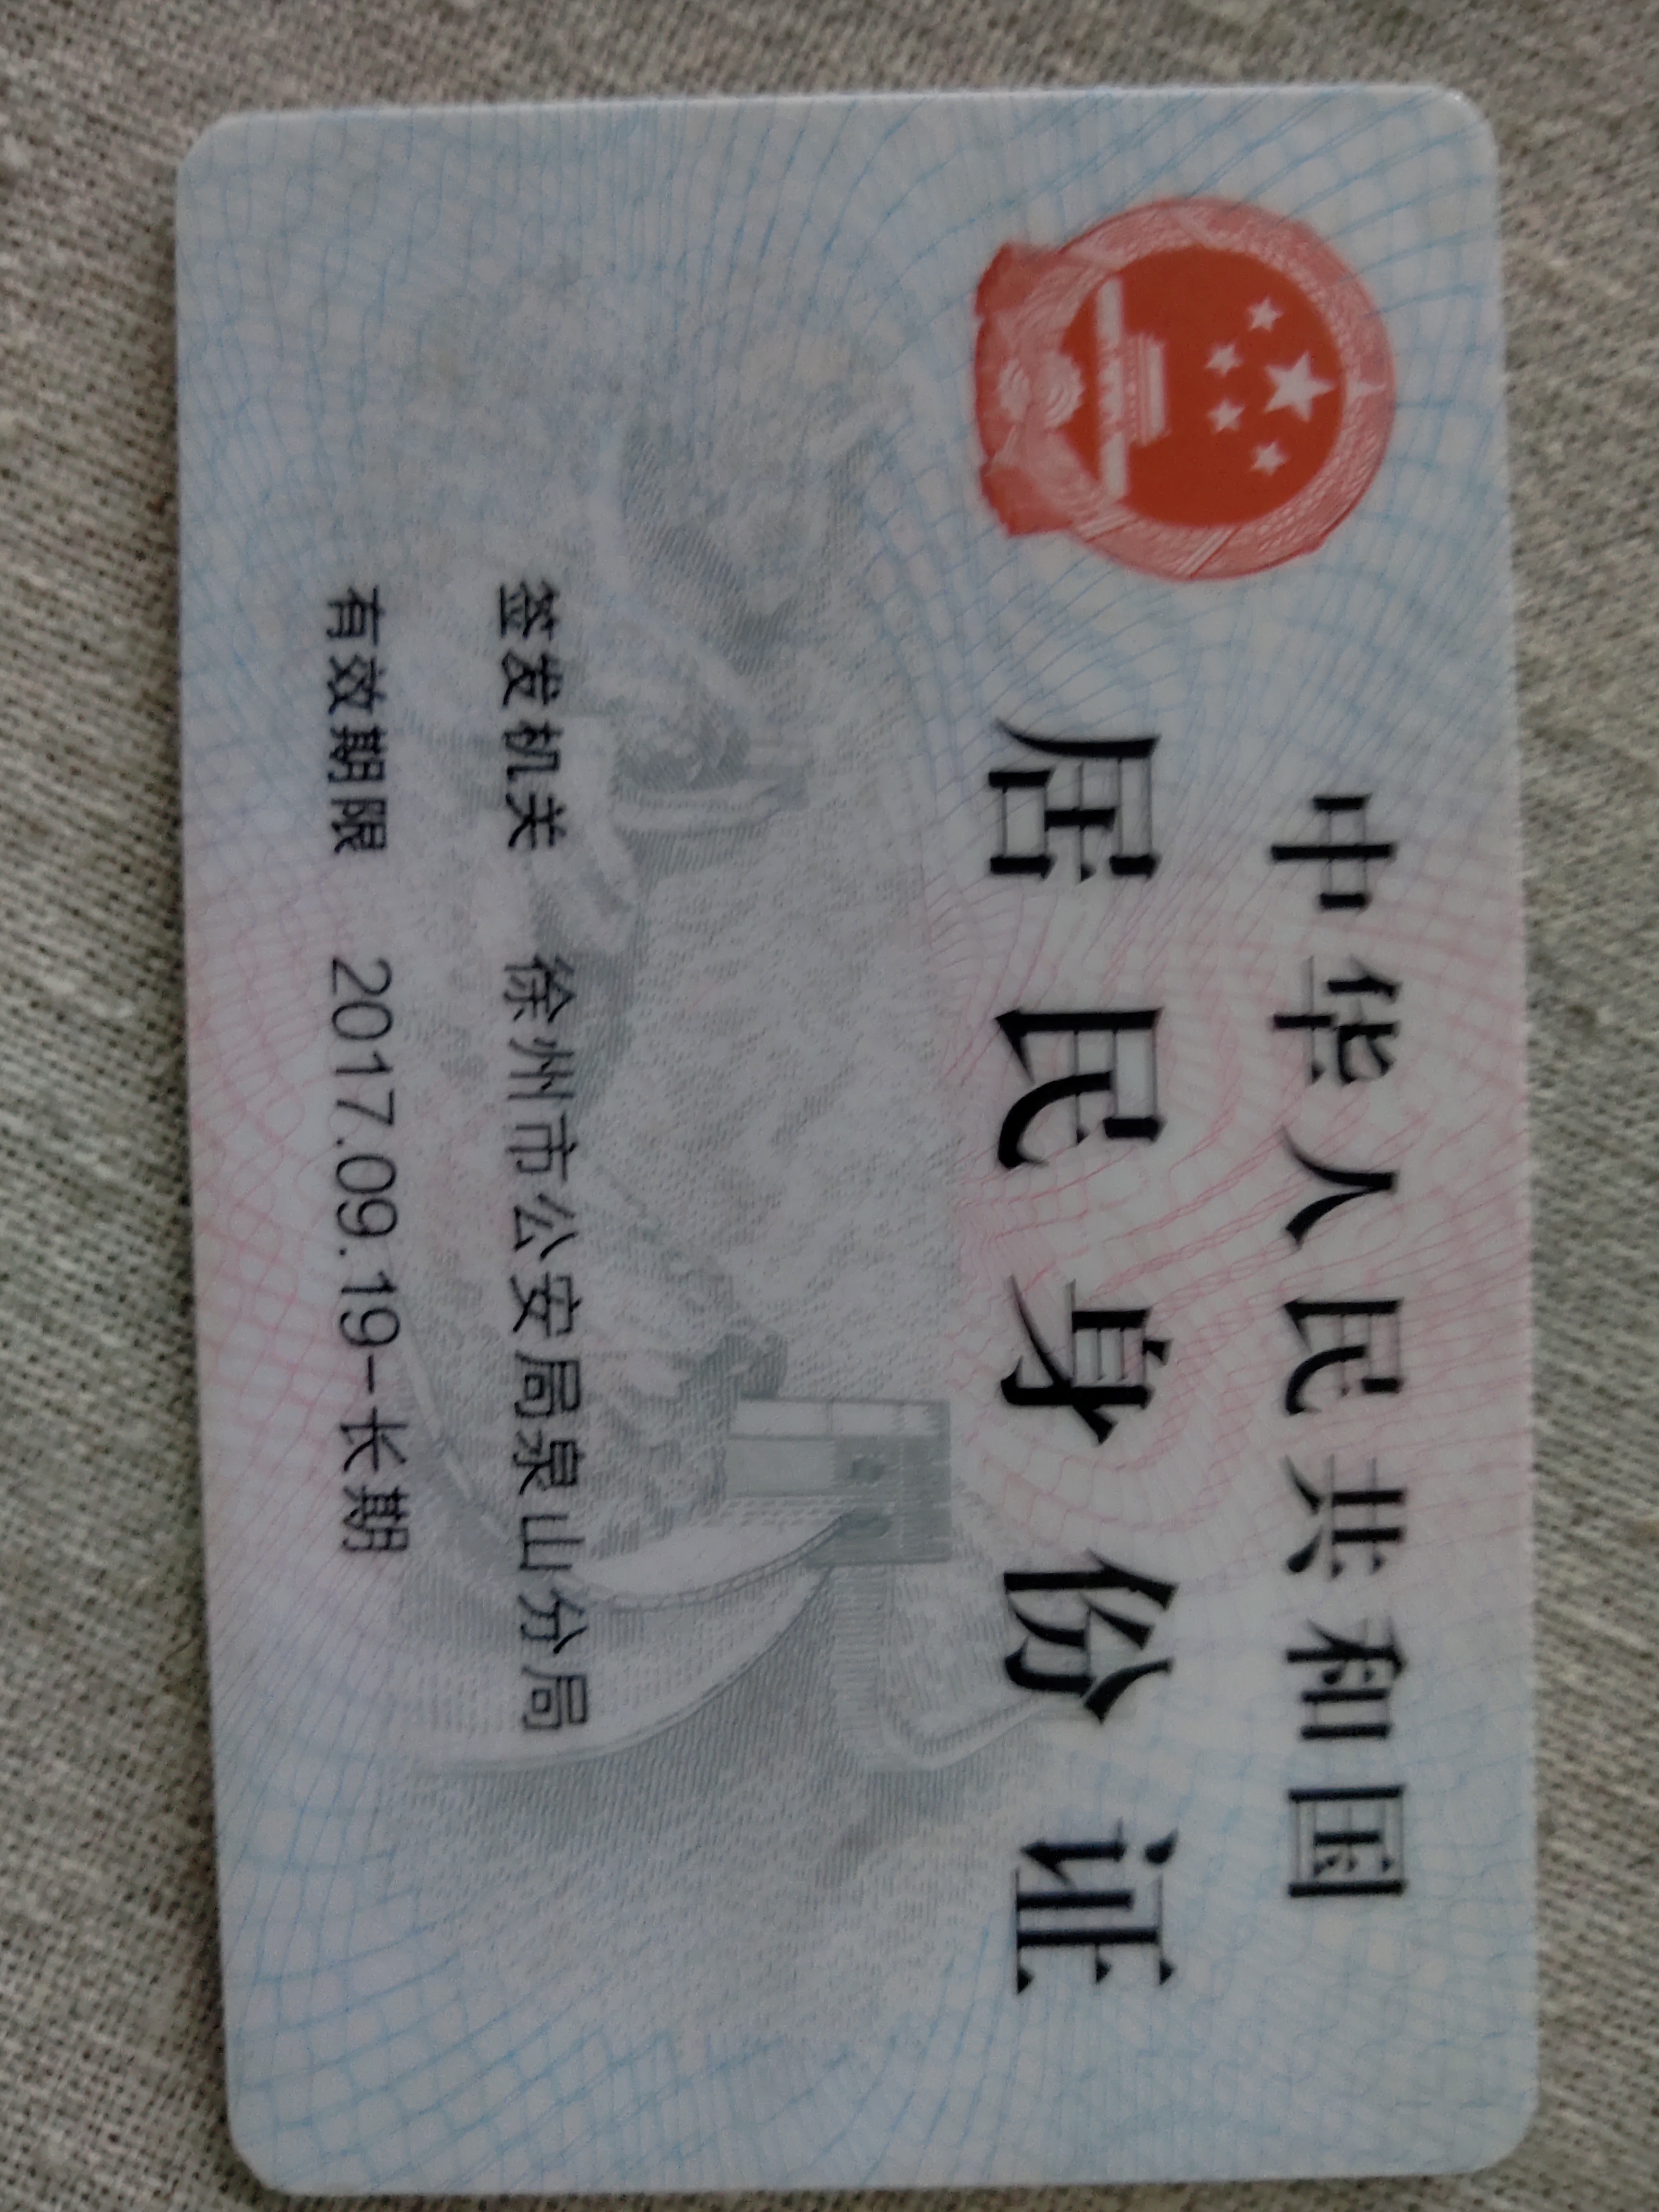 中华人民共和国
居民身份证
签发机关 徐州市公安局泉山分局
有效期限 2017.09.19-长期